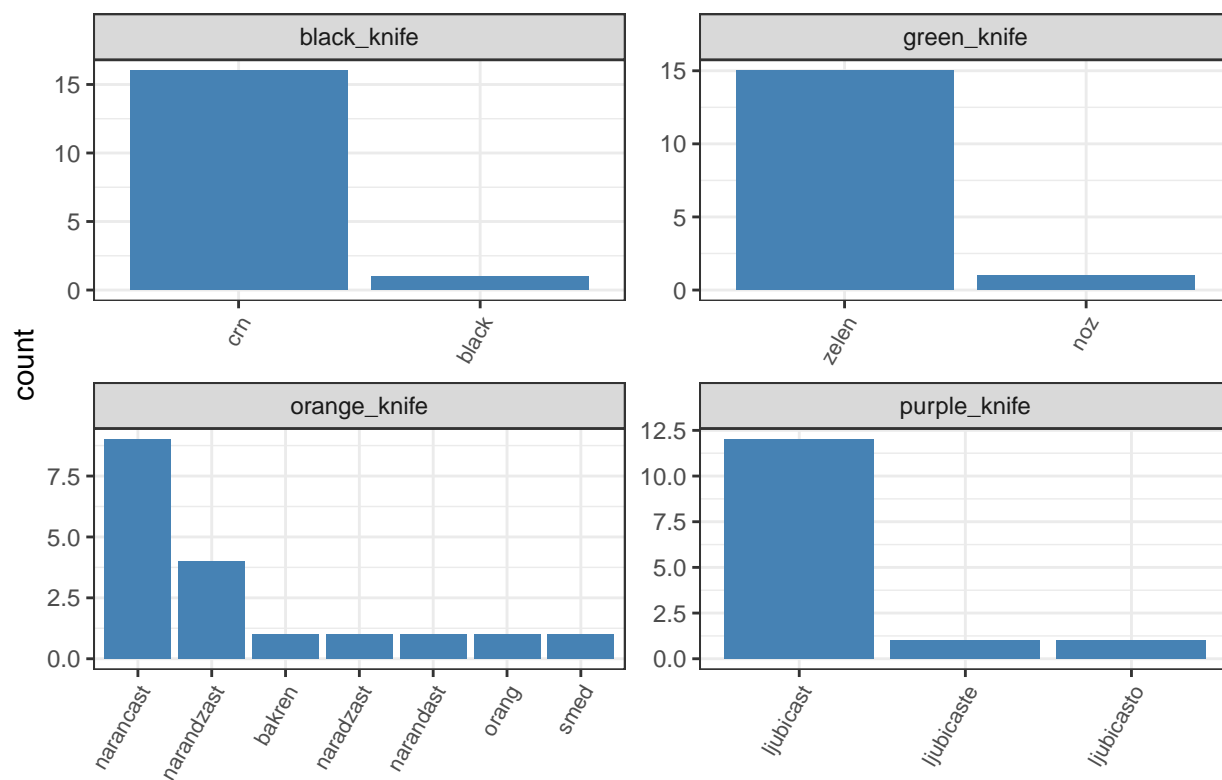 black_knife
green_knife
15
10
5
0
15
10
5
0
crn
black
zelen
noz
count
orange_knife
purple_knife
7.5
5.0
2.5
0.0
12.5
10.0
7.5
5.0
2.5
0.0
narancast
narandzast
bakren
naradzast
narandast
orang
smed
ljubicast
ljubicaste
ljubicasto